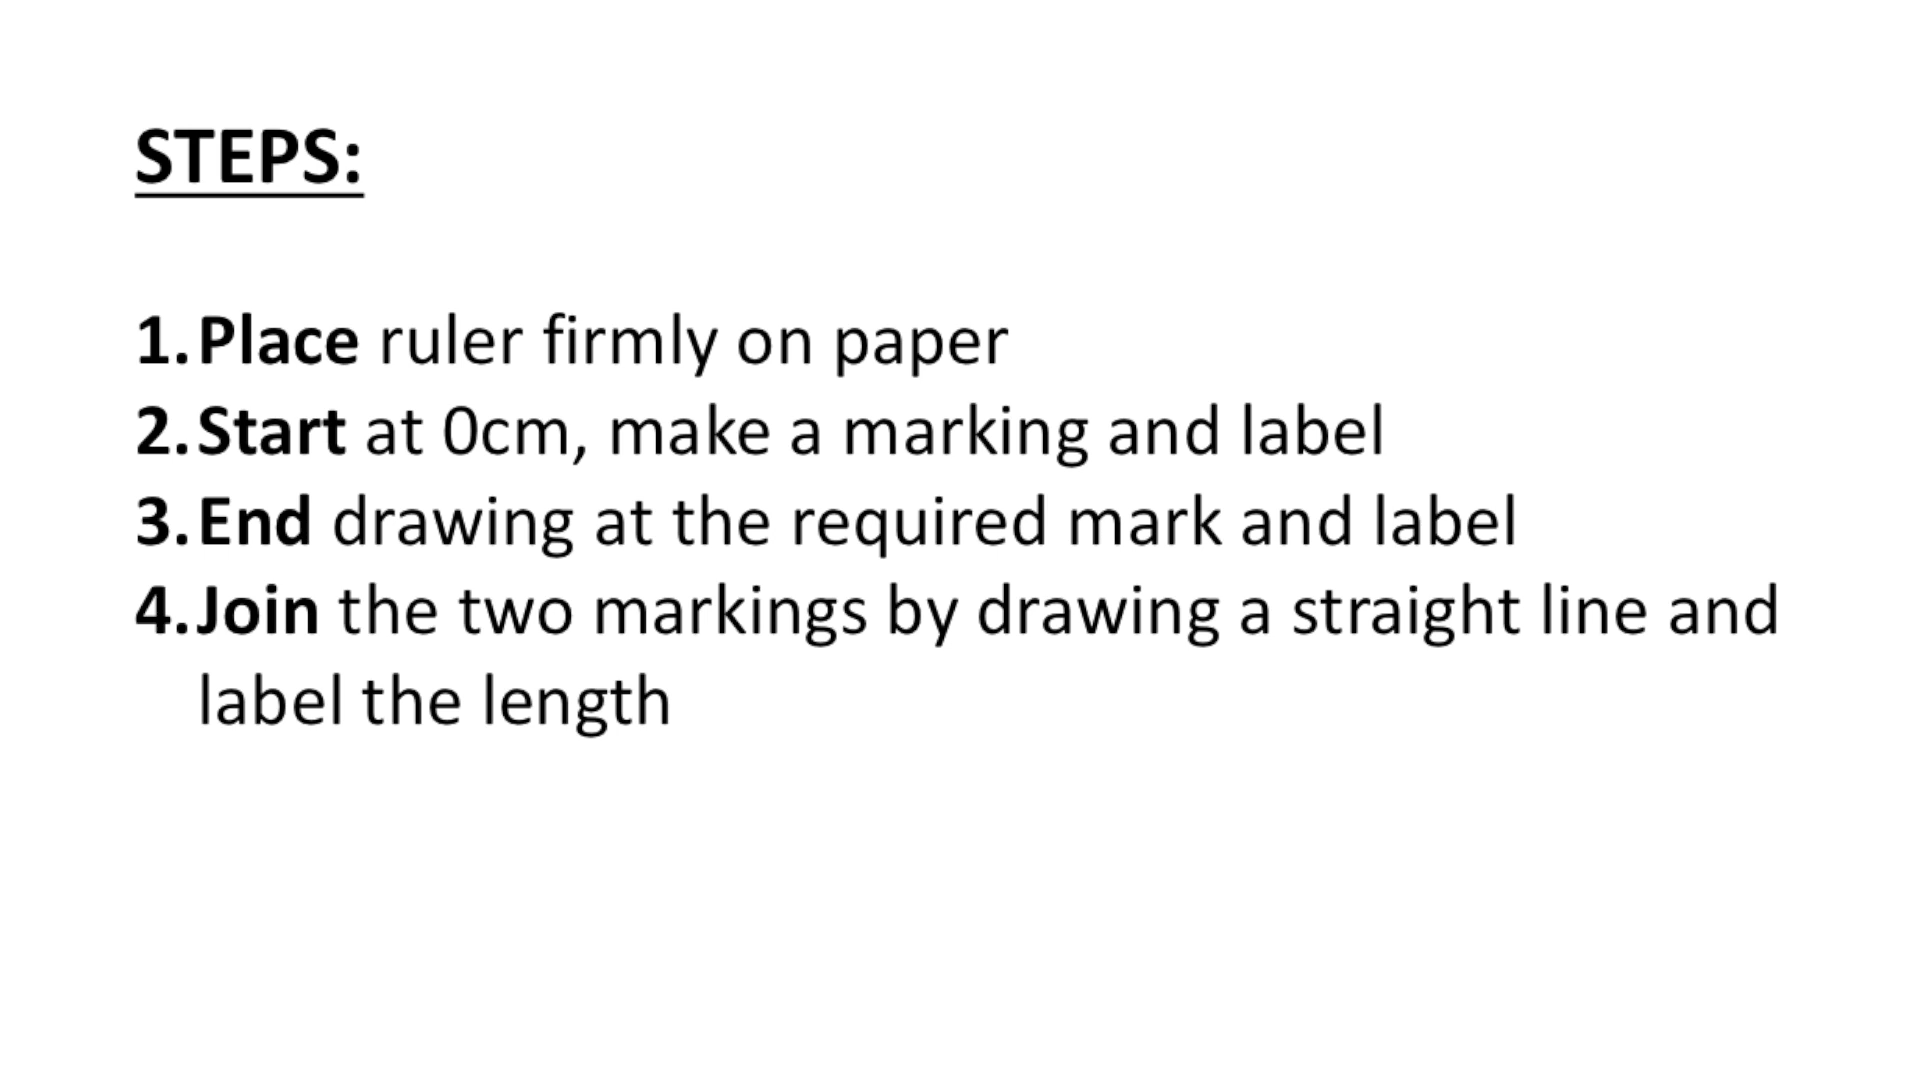 STEPS:
1. Place ruler firmly on paper
2. Start at 0cm, make a marking and label
3. End drawing at the required mark and label
4. Join the two markings by drawing a straight line and
label the length